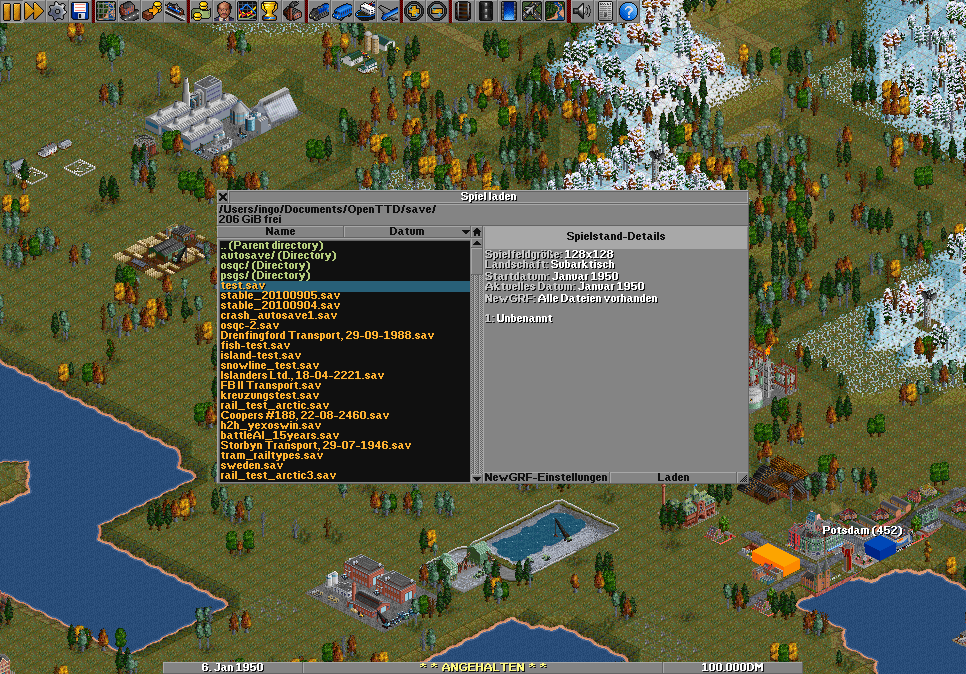 Spiel laden
/Users/ingo/Documents/OpenTTD/save/
206 GiB frei
Name Datum
.. (Parent directory)
autosave/ (Directory)
osqc/ (Directory)
psgs/ (Directory)
test.sav
stable_20100905.sav
stable_20100904.sav
crash_autosave1.sav
osqc-2.sav
Drenfingford Transport, 29-09-1988.sav
fish-test.sav
island-test.sav
snowline_test.sav
Islanders Ltd., 18-04-2221.sav
FB II Transport.sav
kreuzungstest.sav
rail_test_arctic.sav
Coopers #188, 22-08-2460.sav
h2h_yexoswin.sav
battleAI_15years.sav
Storbyn Transport, 29-07-1946.sav
tram_railtypes.sav
sweden.sav
rail_test_arctic3.sav
Spielstand-Details
Spielfeldgröße: 128x128
Landschaft: Subarktisch
Startdatum: Januar 1950
Aktuelles Datum: Januar 1950
NewGRF: Alle Dateien vorhanden
1: Unbenannt
NewGRF-Einstellungen Laden
Potsdam (452)
6. Jan 1950 * * ANGEHALTEN * * 100.000DM